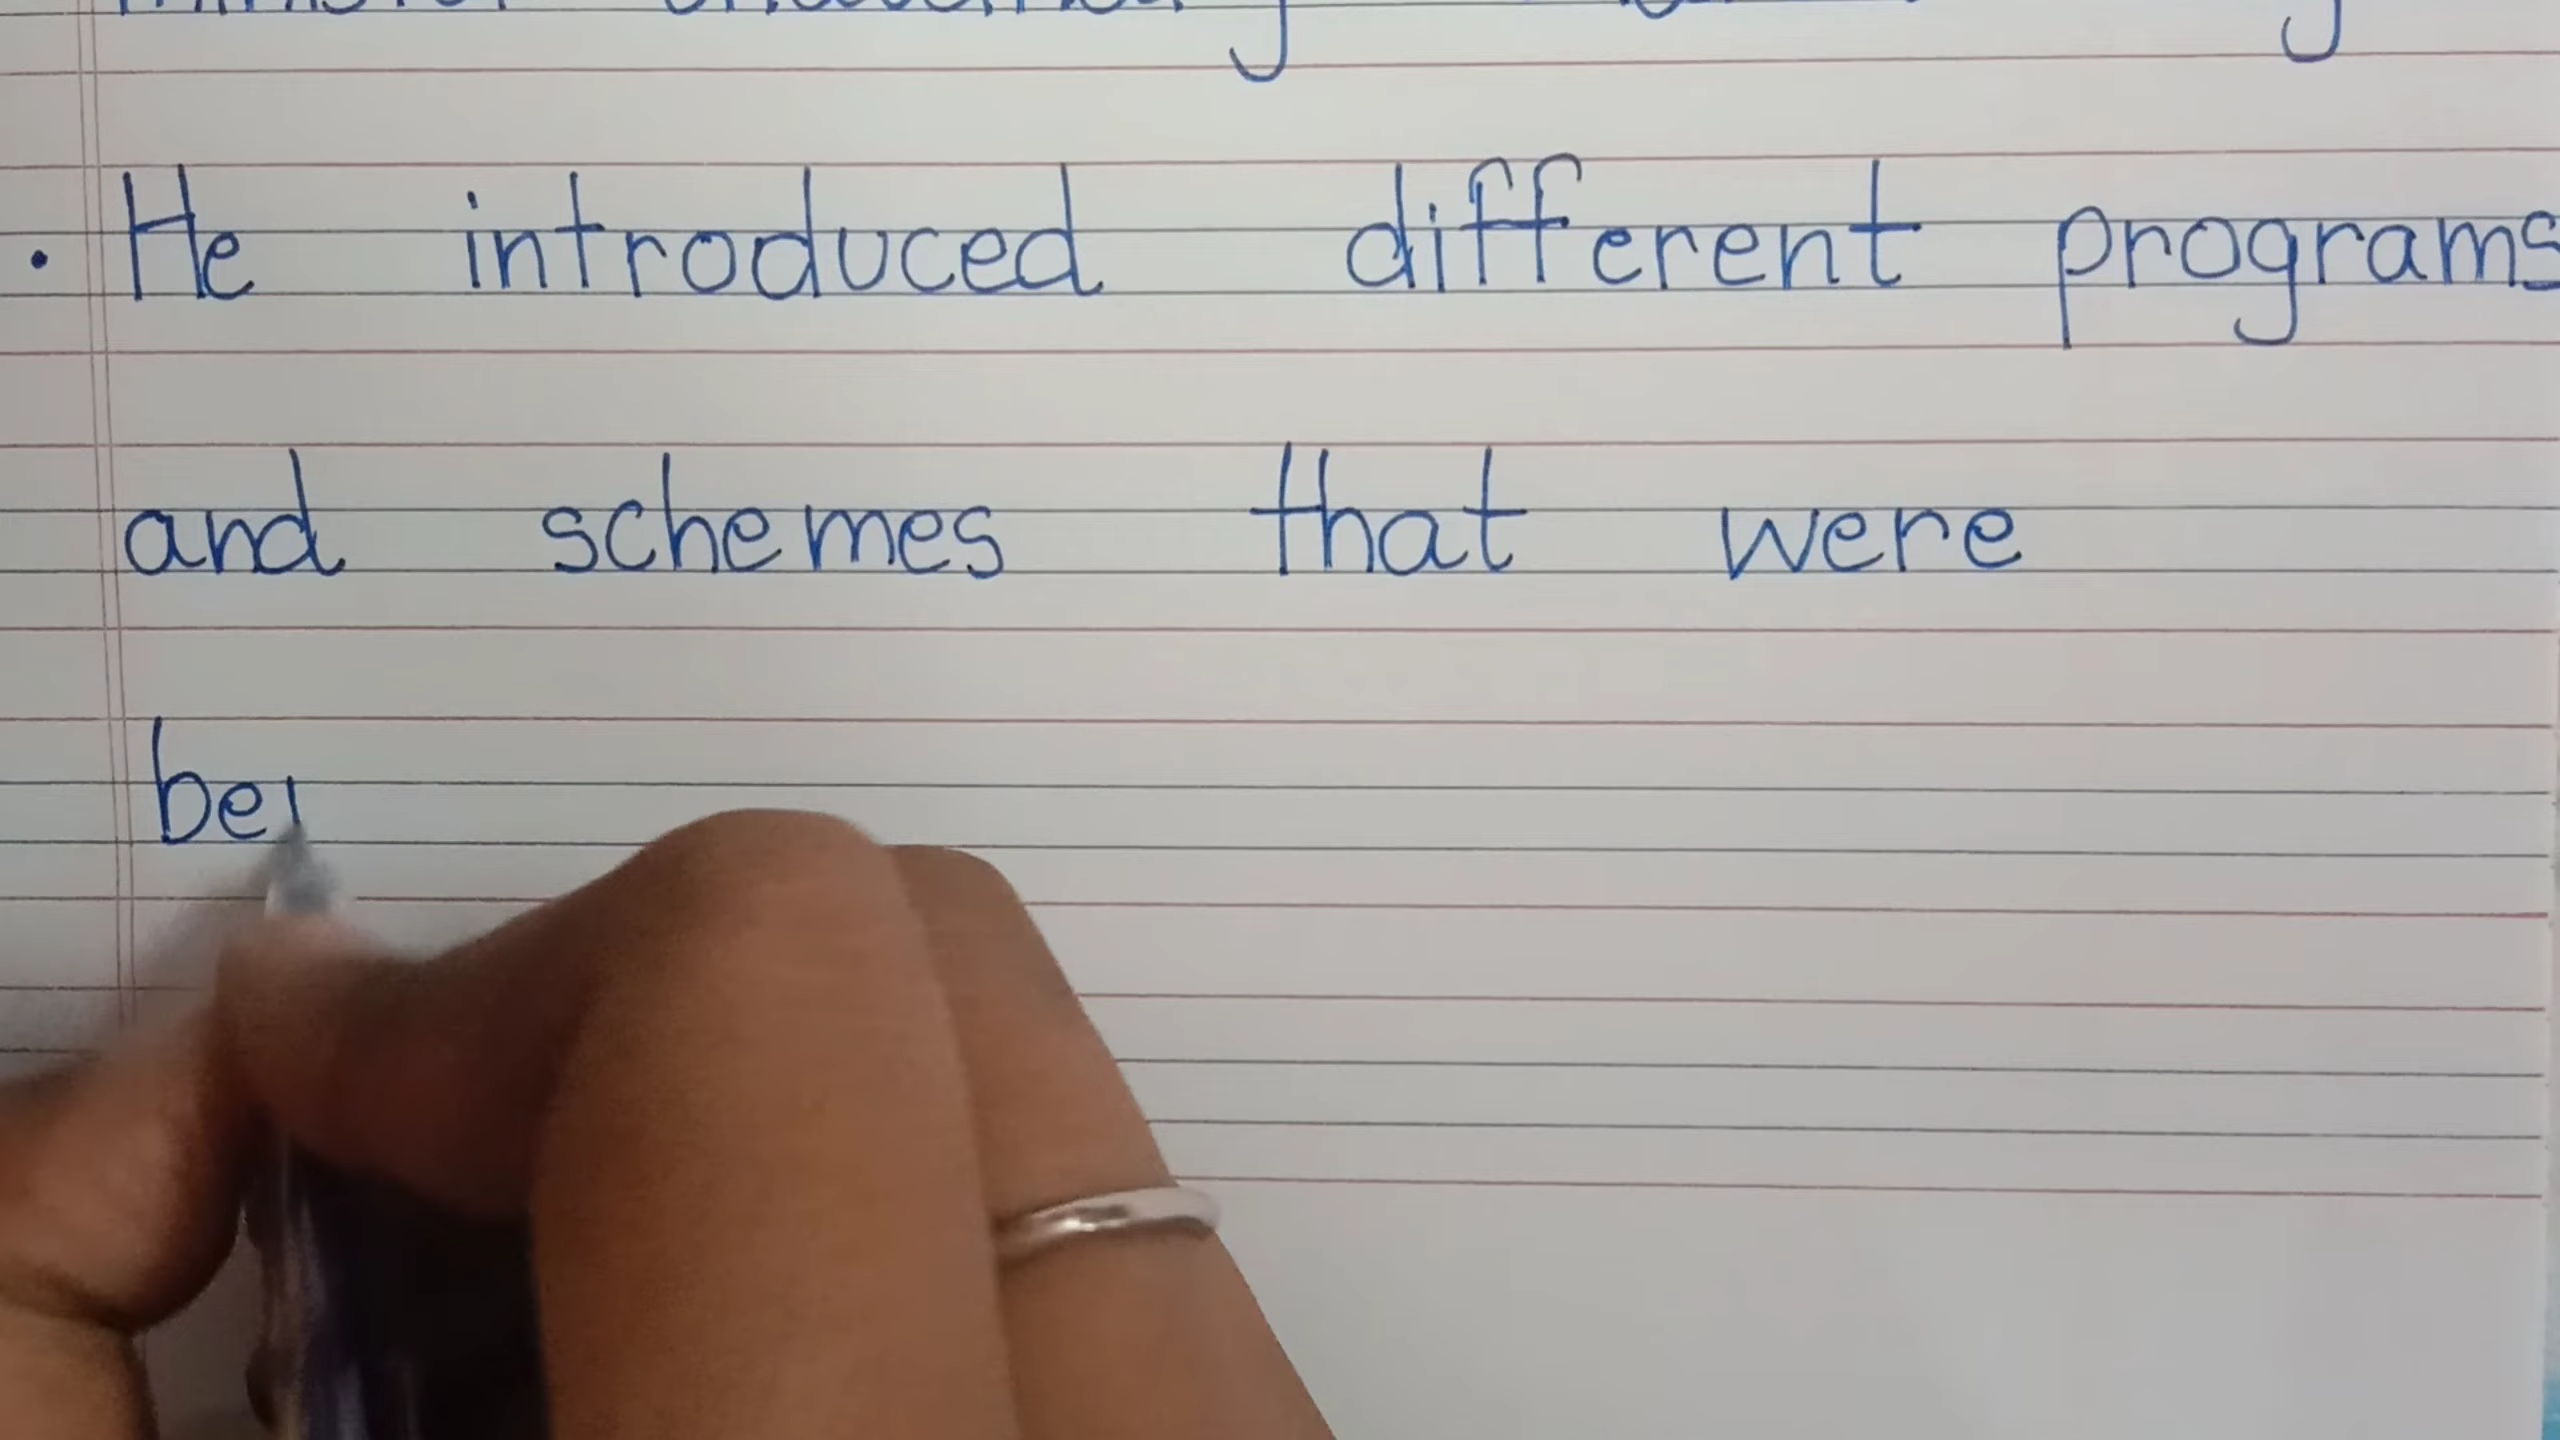 • He introduced different programs
and schemes that were
be